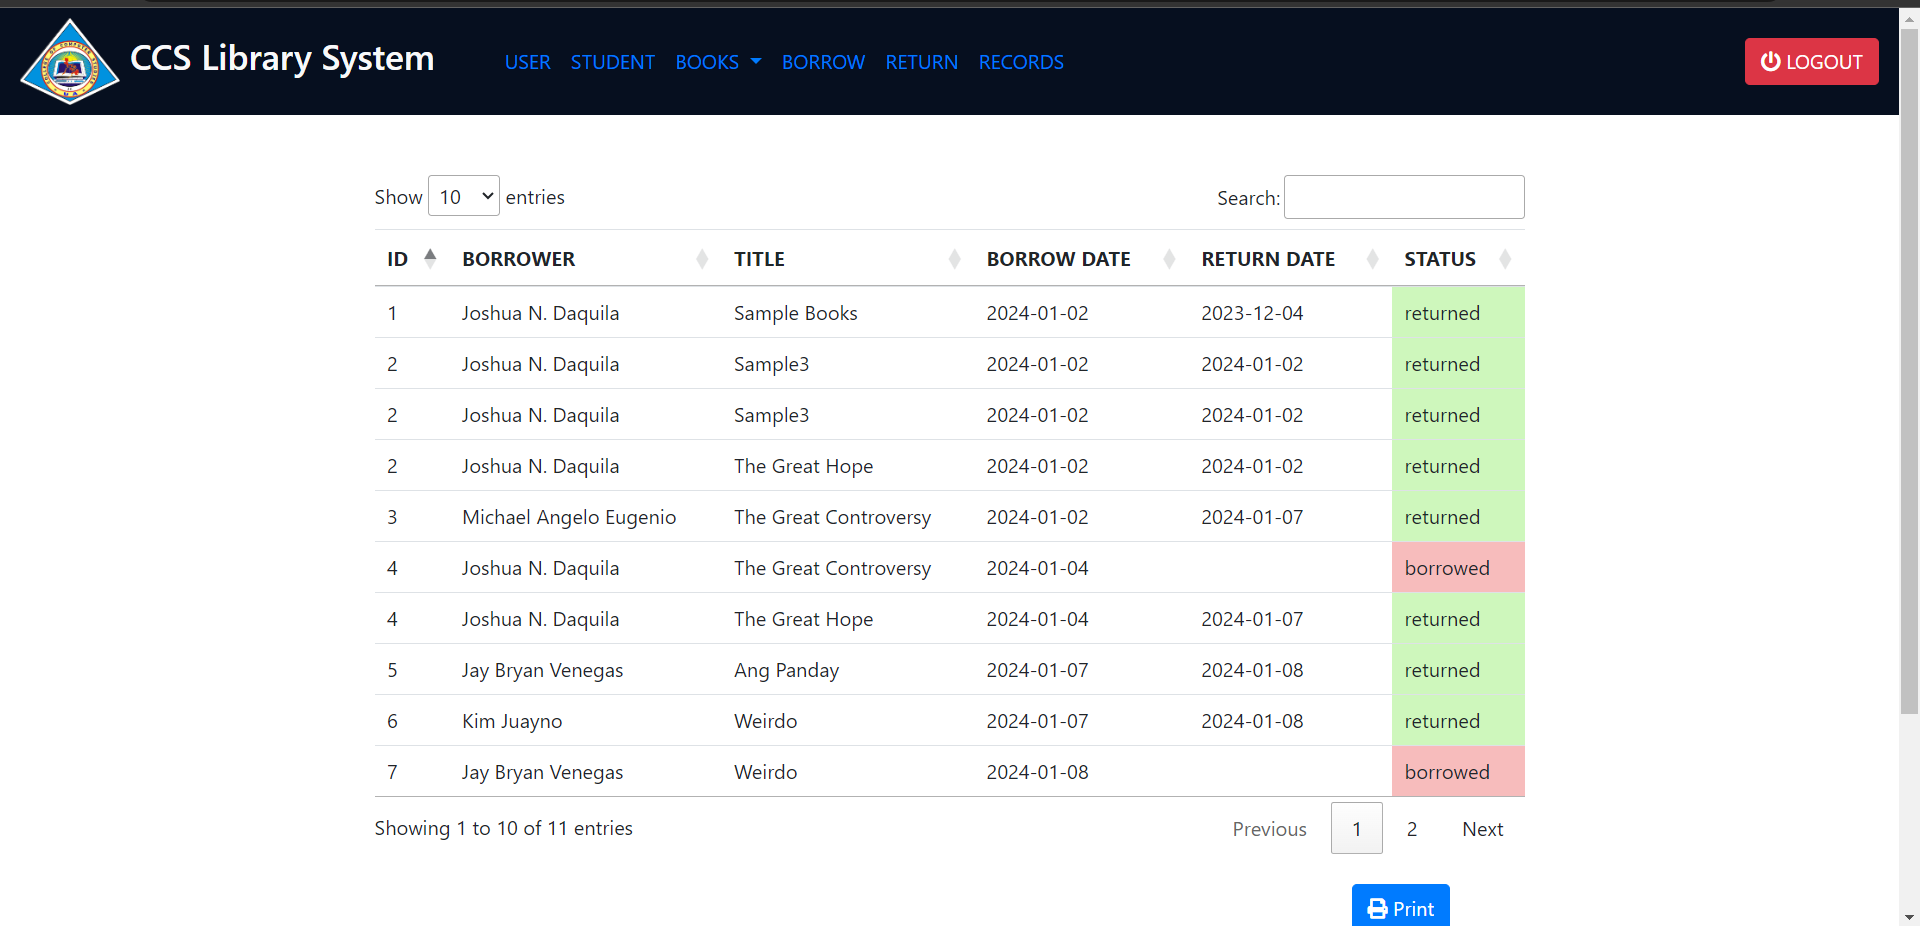 CCS Library System USER STUDENT BOOKS BORROW RETURN RECORDS LOGOUT
Show 10 entries Search:
ID BORROWER TITLE BORROW DATE RETURN DATE STATUS
1 Joshua N. Daquila Sample Books 2024-01-02 2023-12-04 returned
2 Joshua N. Daquila Sample3 2024-01-02 2024-01-02 returned
2 Joshua N. Daquila Sample3 2024-01-02 2024-01-02 returned
2 Joshua N. Daquila The Great Hope 2024-01-02 2024-01-02 returned
3 Michael Angelo Eugenio The Great Controversy 2024-01-02 2024-01-07 returned
4 Joshua N. Daquila The Great Controversy 2024-01-04 borrowed
4 Joshua N. Daquila The Great Hope 2024-01-04 2024-01-07 returned
5 Jay Bryan Venegas Ang Panday 2024-01-07 2024-01-08 returned
6 Kim Juayno Weirdo 2024-01-07 2024-01-08 returned
7 Jay Bryan Venegas Weirdo 2024-01-08 borrowed
Showing 1 to 10 of 11 entries Previous 1 2 Next
Print